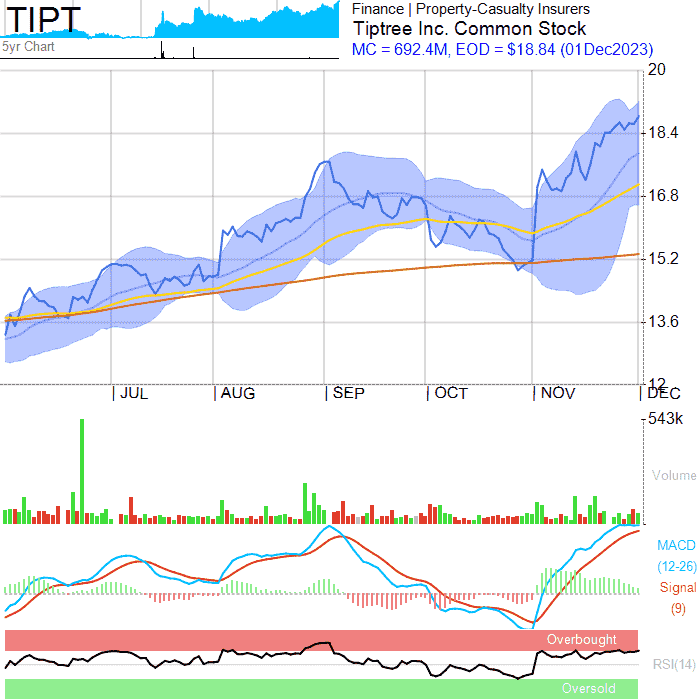 TIPT
5yr Chart
Finance | Property-Casualty Insurers
Tiptree Inc. Common Stock
MC = 692.4M, EOD = $18.84 (01Dec2023)
20
18.4
16.8
15.2
13.6
12
JUL AUG SEP OCT NOV DEC
543k
Volume
MACD
(12-26)
Signal
(9)
Overbought
RSI(14)
Oversold